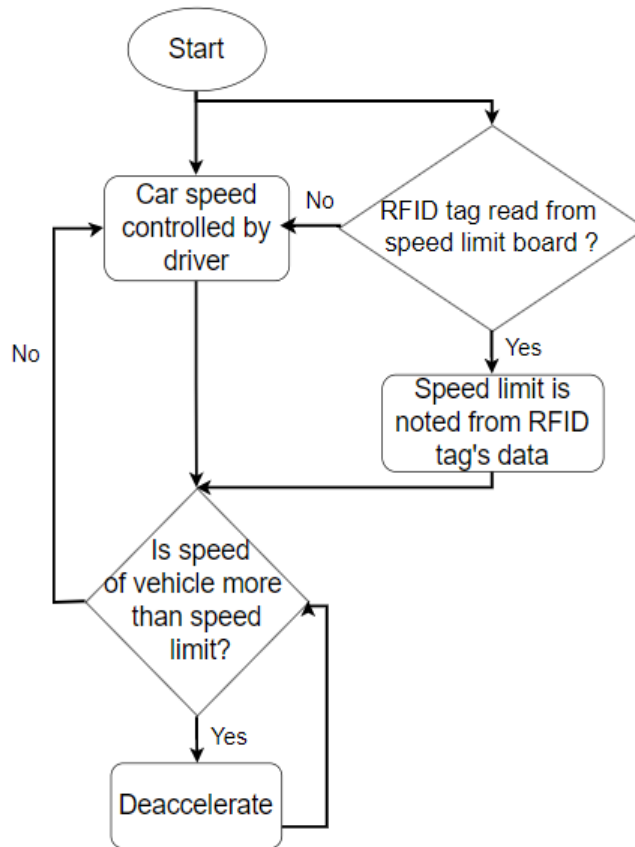 Start
Car speed
controlled by
driver
No
RFID tag read from
speed limit board ?
No
Yes
Speed limit is
noted from RFID
tag's data
Is speed
of vehicle more
than speed
limit?
Yes
Deaccelerate